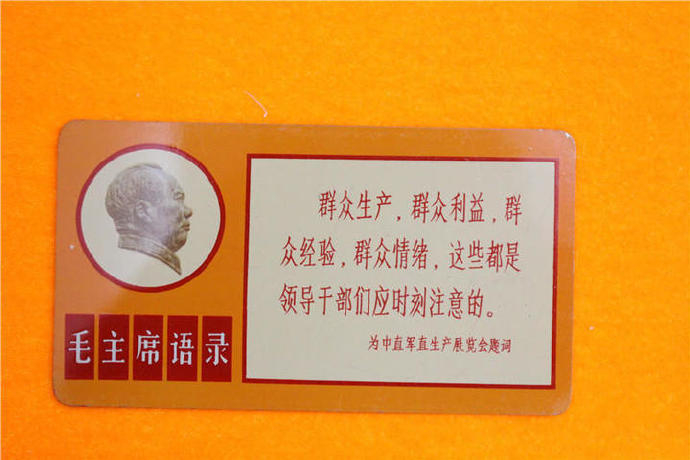 毛主席语录
群众生产，群众利益，群
众经验，群众情绪，这些都是
领导干部们应时刻注意的。
为中直军直生产展览会题词